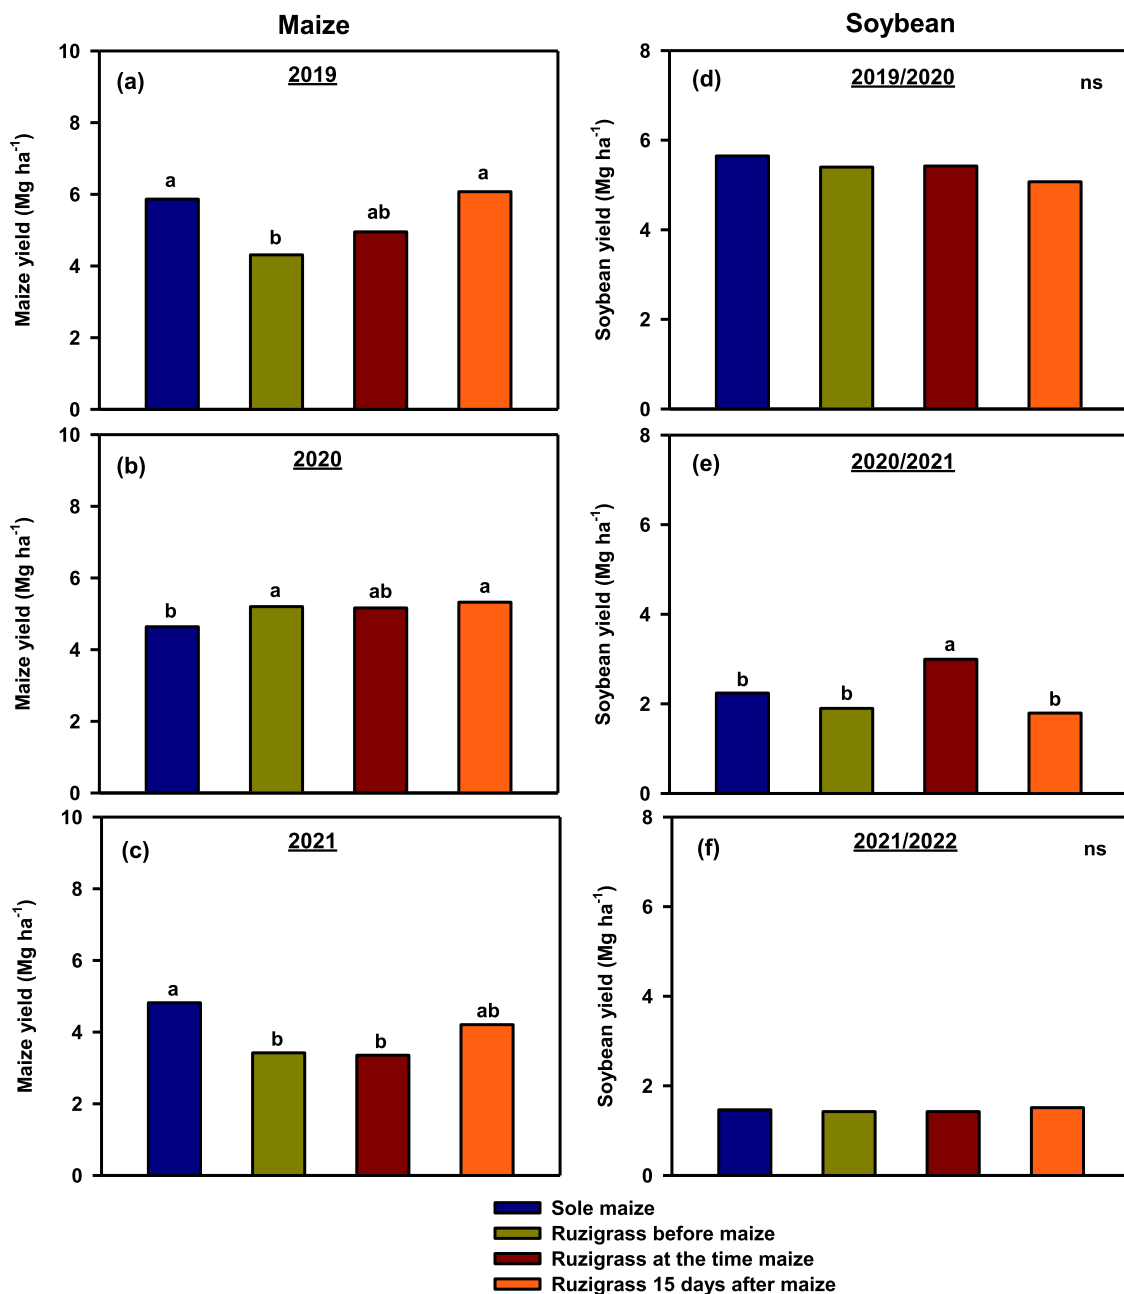 Maize
Soybean
(a)
2019
10
8
6
4
2
0
Maize yield (Mg ha⁻¹)
a
b
ab
a
(d)
2019/2020
ns
8
6
4
2
0
Soybean yield (Mg ha⁻¹)
(b)
2020
10
8
6
4
2
0
Maize yield (Mg ha⁻¹)
b
a
ab
a
(e)
2020/2021
8
6
4
2
0
Soybean yield (Mg ha⁻¹)
b
b
a
b
(c)
2021
10
8
6
4
2
0
Maize yield (Mg ha⁻¹)
a
b
b
ab
(f)
2021/2022
ns
8
6
4
2
0
Soybean yield (Mg ha⁻¹)
Sole maize
Ruzigrass before maize
Ruzigrass at the time maize
Ruzigrass 15 days after maize